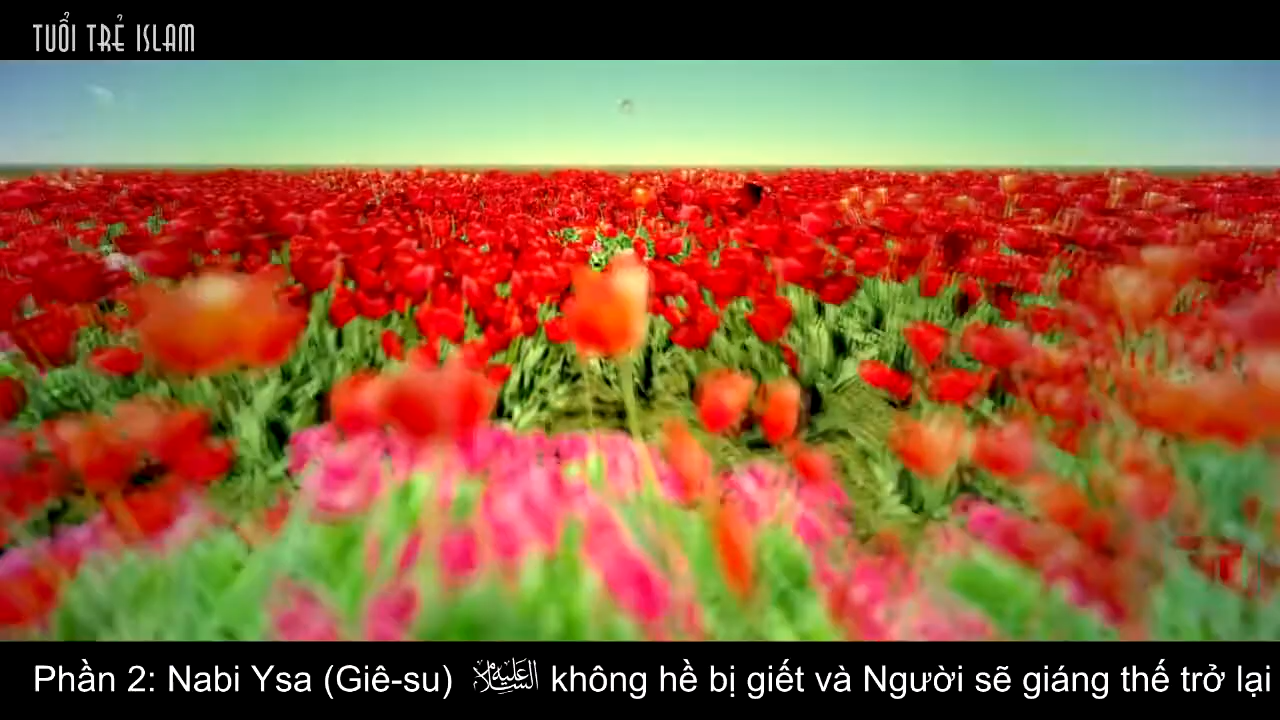 TUỔI TRẺ ISLAM
Phần 2: Nabi Ysa (Giê-su) عليه السلام không hề bị giết và Người sẽ giáng thế trở lại